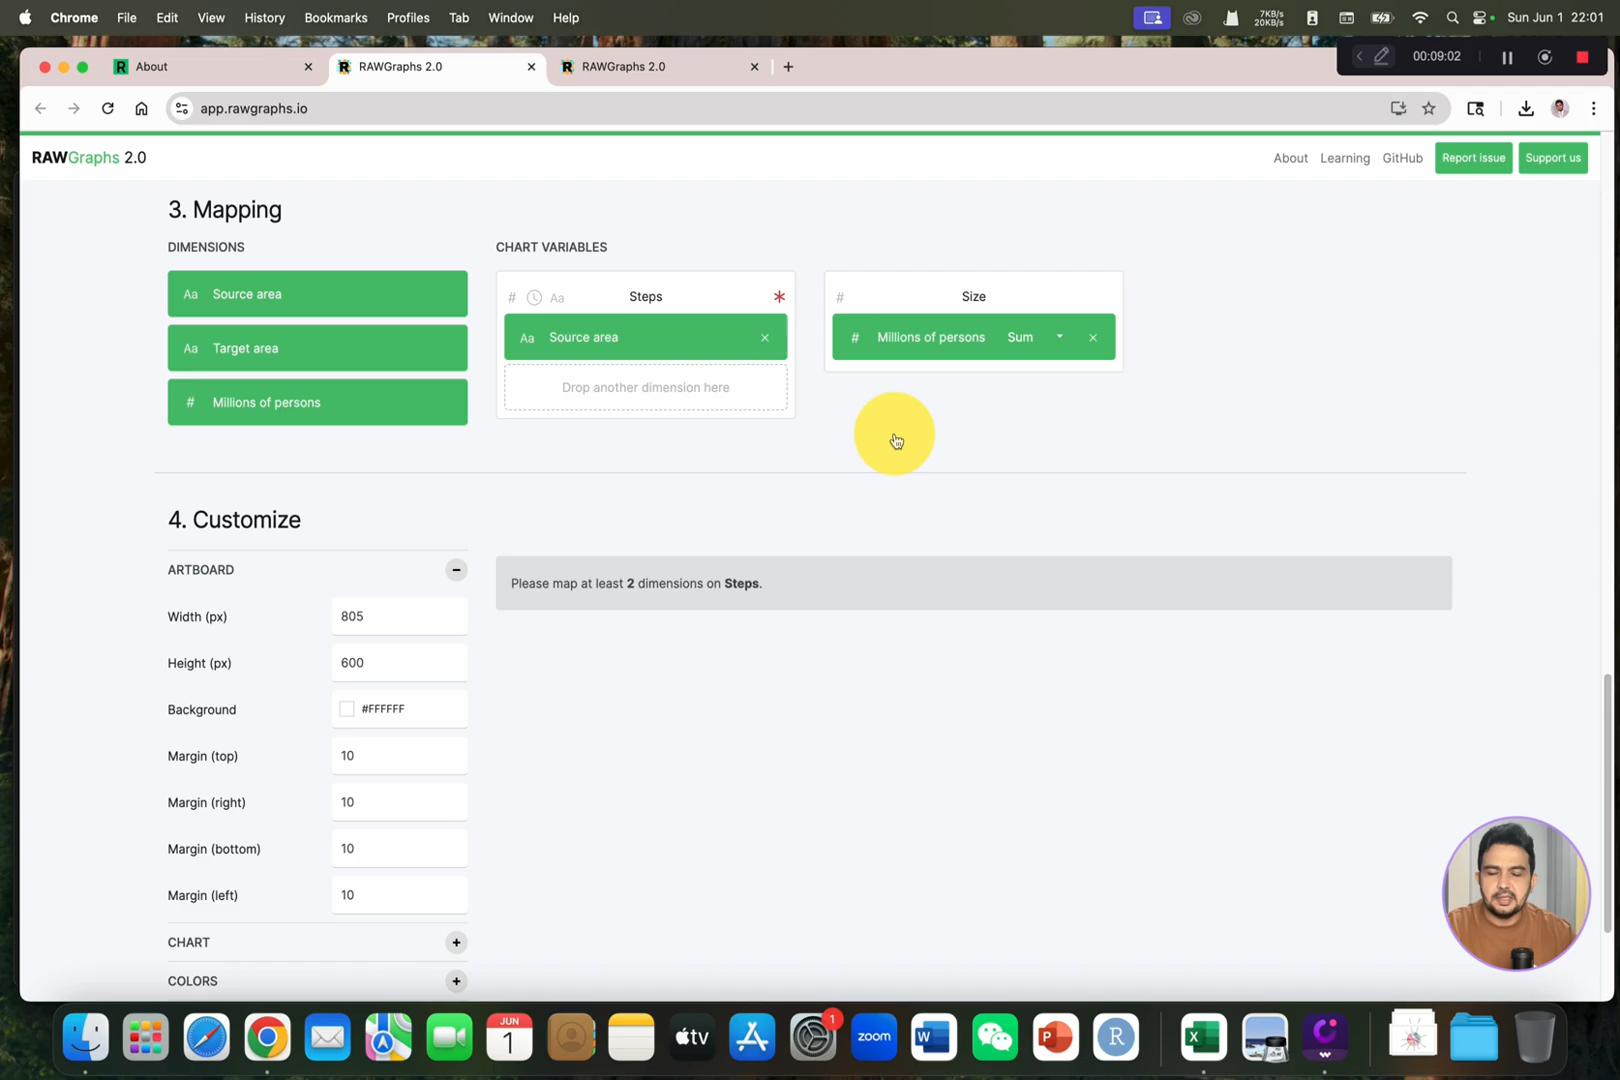 Chrome File Edit View History Bookmarks Profiles Tab Window Help
7KB/s
20KB/s
Sun Jun 1 22:01
About
RAWGraphs 2.0
RAWGraphs 2.0
00:09:02
app.rawgraphs.io
RAWGraphs 2.0
About Learning GitHub Report issue Support us
3. Mapping
DIMENSIONS
CHART VARIABLES
Aa Source area
Aa Target area
# Millions of persons
# Aa Steps *
Aa Source area
Drop another dimension here
# Size
# Millions of persons Sum
4. Customize
ARTBOARD
Please map at least 2 dimensions on Steps.
Width (px) 805
Height (px) 600
Background #FFFFFF
Margin (top) 10
Margin (right) 10
Margin (bottom) 10
Margin (left) 10
CHART
COLORS
JUN
1
tv
zoom
W
P
R
X
1